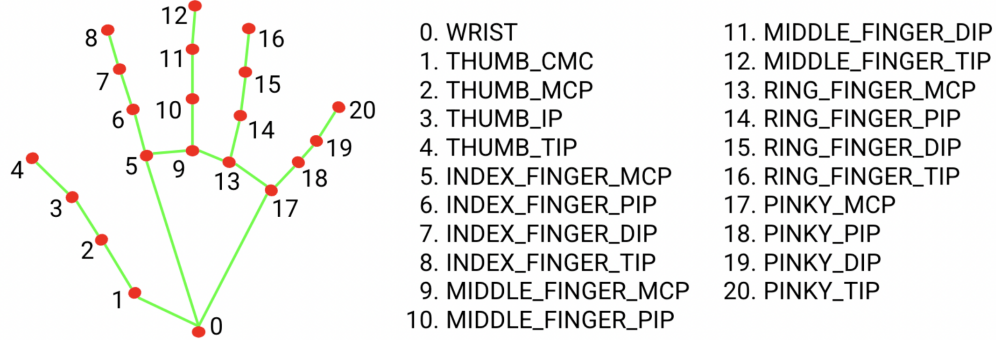 12
8
16
11
7
15
10
20
6
14
19
4
5
9
13
18
3
17
2
1
0
0. WRIST
1. THUMB_CMC
2. THUMB_MCP
3. THUMB_IP
4. THUMB_TIP
5. INDEX_FINGER_MCP
6. INDEX_FINGER_PIP
7. INDEX_FINGER_DIP
8. INDEX_FINGER_TIP
9. MIDDLE_FINGER_MCP
10. MIDDLE_FINGER_PIP
11. MIDDLE_FINGER_DIP
12. MIDDLE_FINGER_TIP
13. RING_FINGER_MCP
14. RING_FINGER_PIP
15. RING_FINGER_DIP
16. RING_FINGER_TIP
17. PINKY_MCP
18. PINKY_PIP
19. PINKY_DIP
20. PINKY_TIP